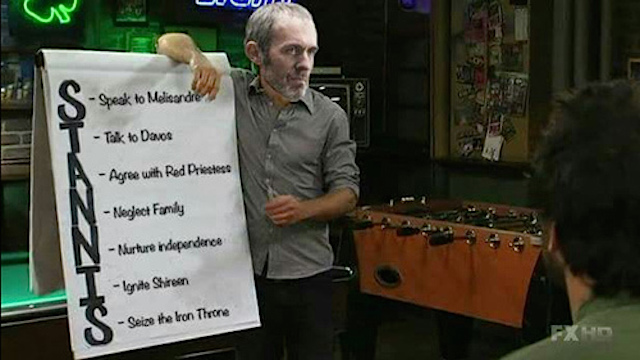 STANNIS
- Speak to Melisandre
- Talk to Davos
- Agree with Red Priestess
- Neglect Family
- Nurture independence
- Ignite Shireen
- Seize the Iron Throne
FX HD